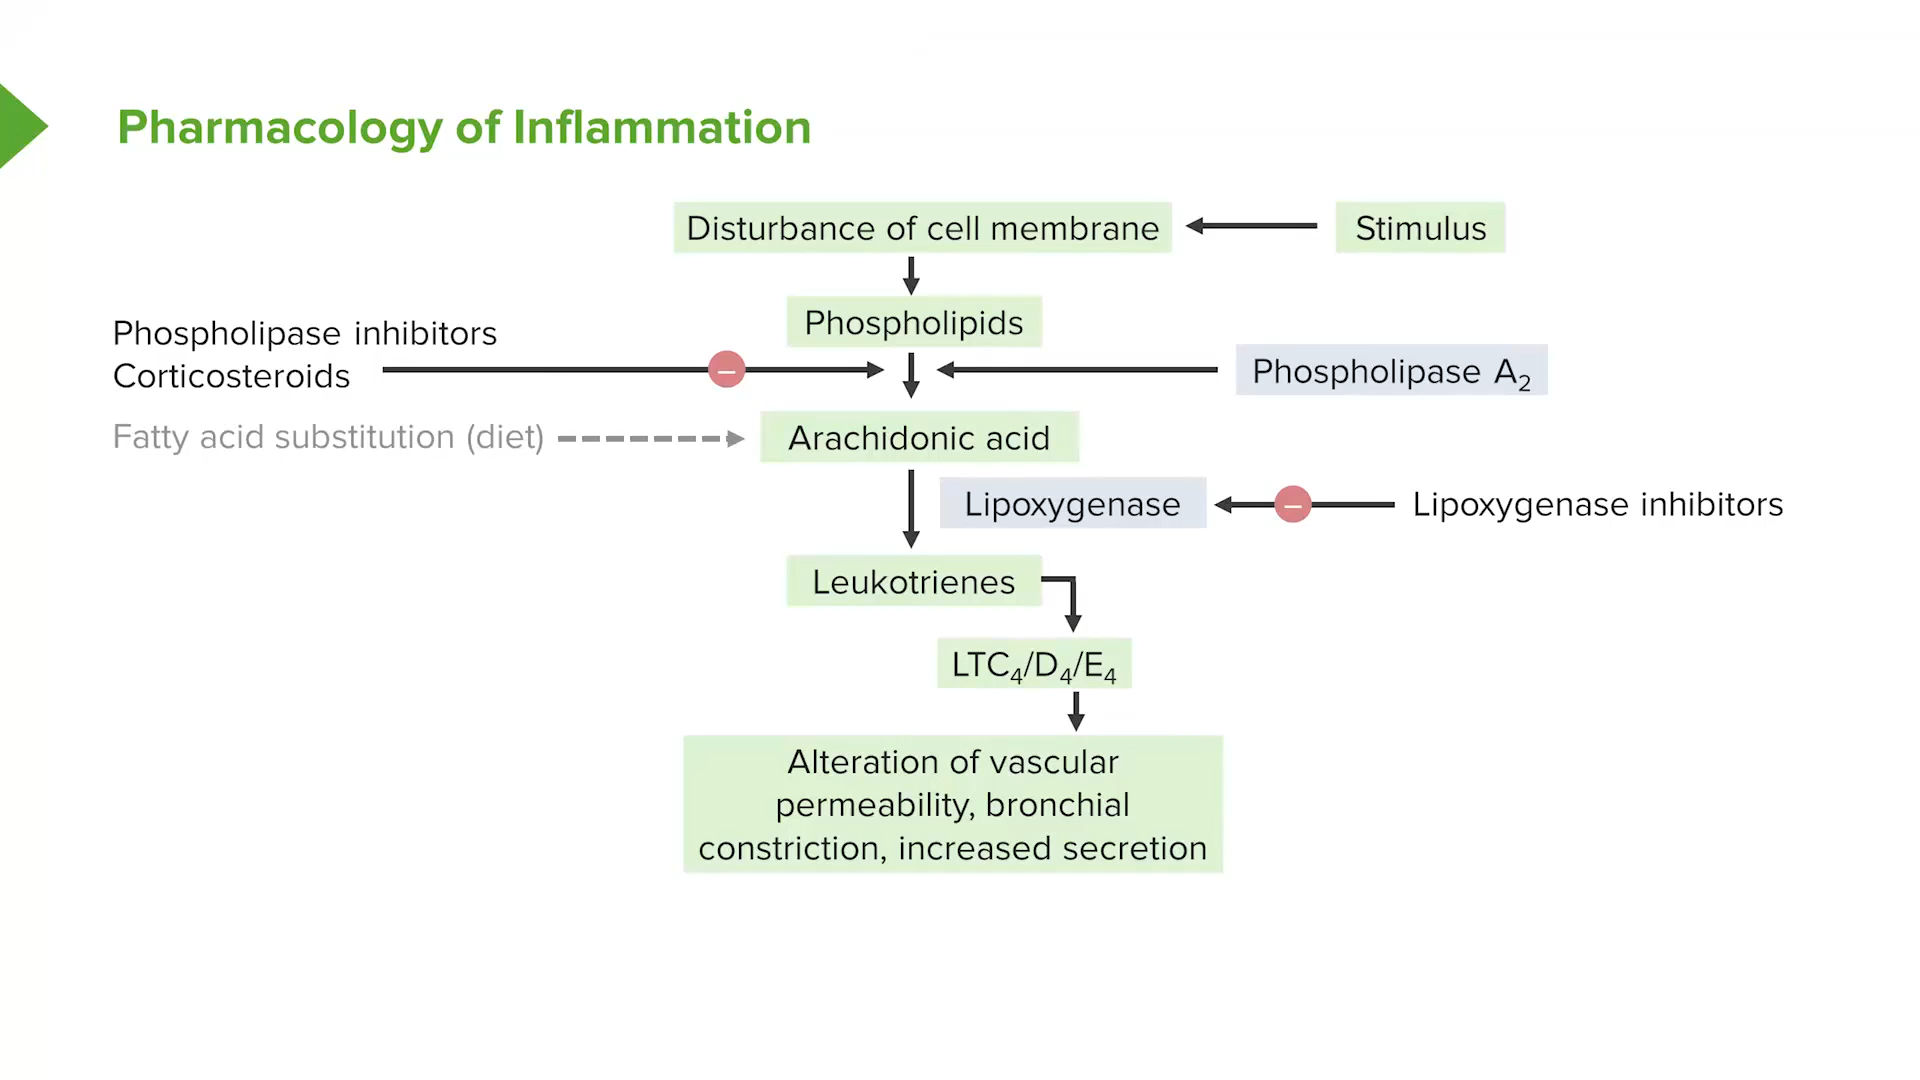 Pharmacology of Inflammation
Disturbance of cell membrane
Stimulus
Phospholipids
Phospholipase inhibitors
Corticosteroids
–
Phospholipase A₂
Fatty acid substitution (diet)
Arachidonic acid
Lipoxygenase
–
Lipoxygenase inhibitors
Leukotrienes
LTC₄/D₄/E₄
Alteration of vascular
permeability, bronchial
constriction, increased secretion